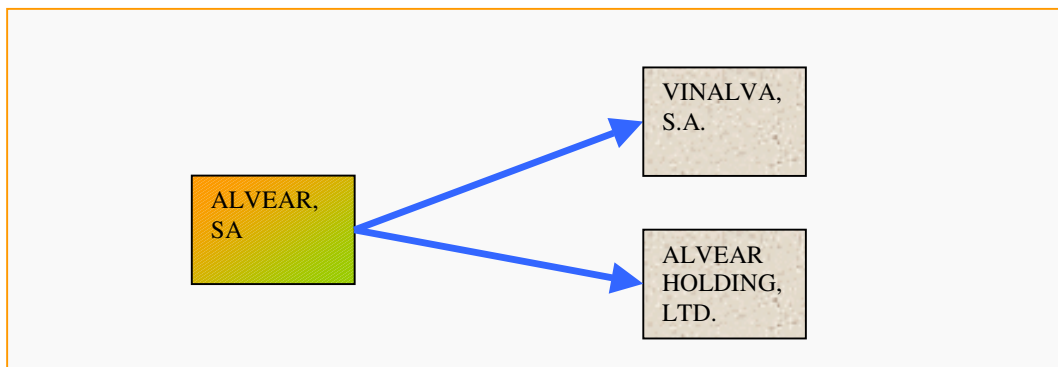 VINALVA,
S.A.
ALVEAR,
SA
ALVEAR
HOLDING,
LTD.